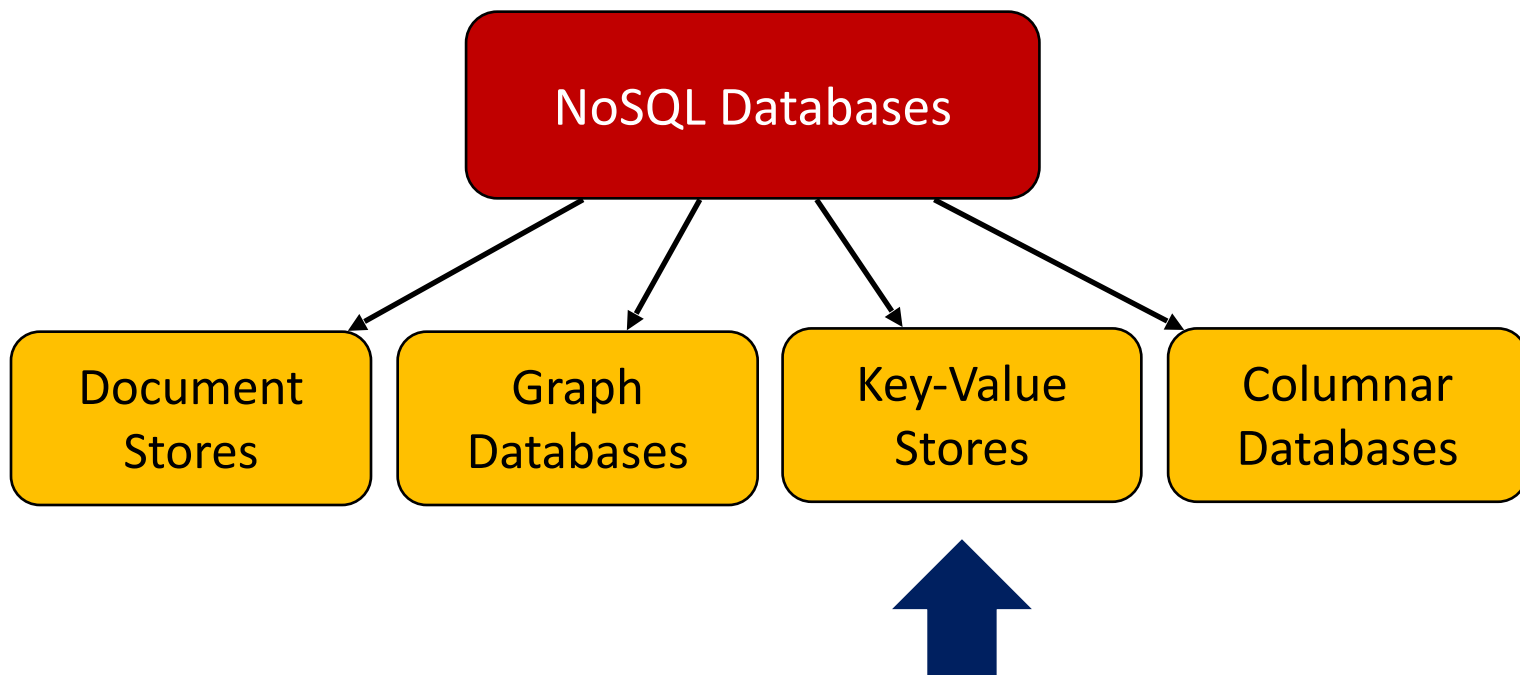 NoSQL Databases
Document
Stores
Graph
Databases
Key-Value
Stores
Columnar
Databases